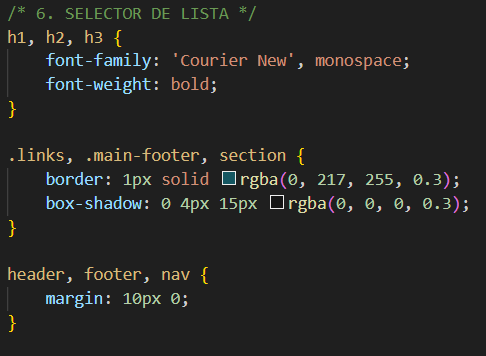 /* 6. SELECTOR DE LISTA */
h1, h2, h3 {
    font-family: 'Courier New', monospace;
    font-weight: bold;
}

.links, .main-footer, section {
    border: 1px solid rgba(0, 217, 255, 0.3);
    box-shadow: 0 4px 15px rgba(0, 0, 0, 0.3);
}

header, footer, nav {
    margin: 10px 0;
}